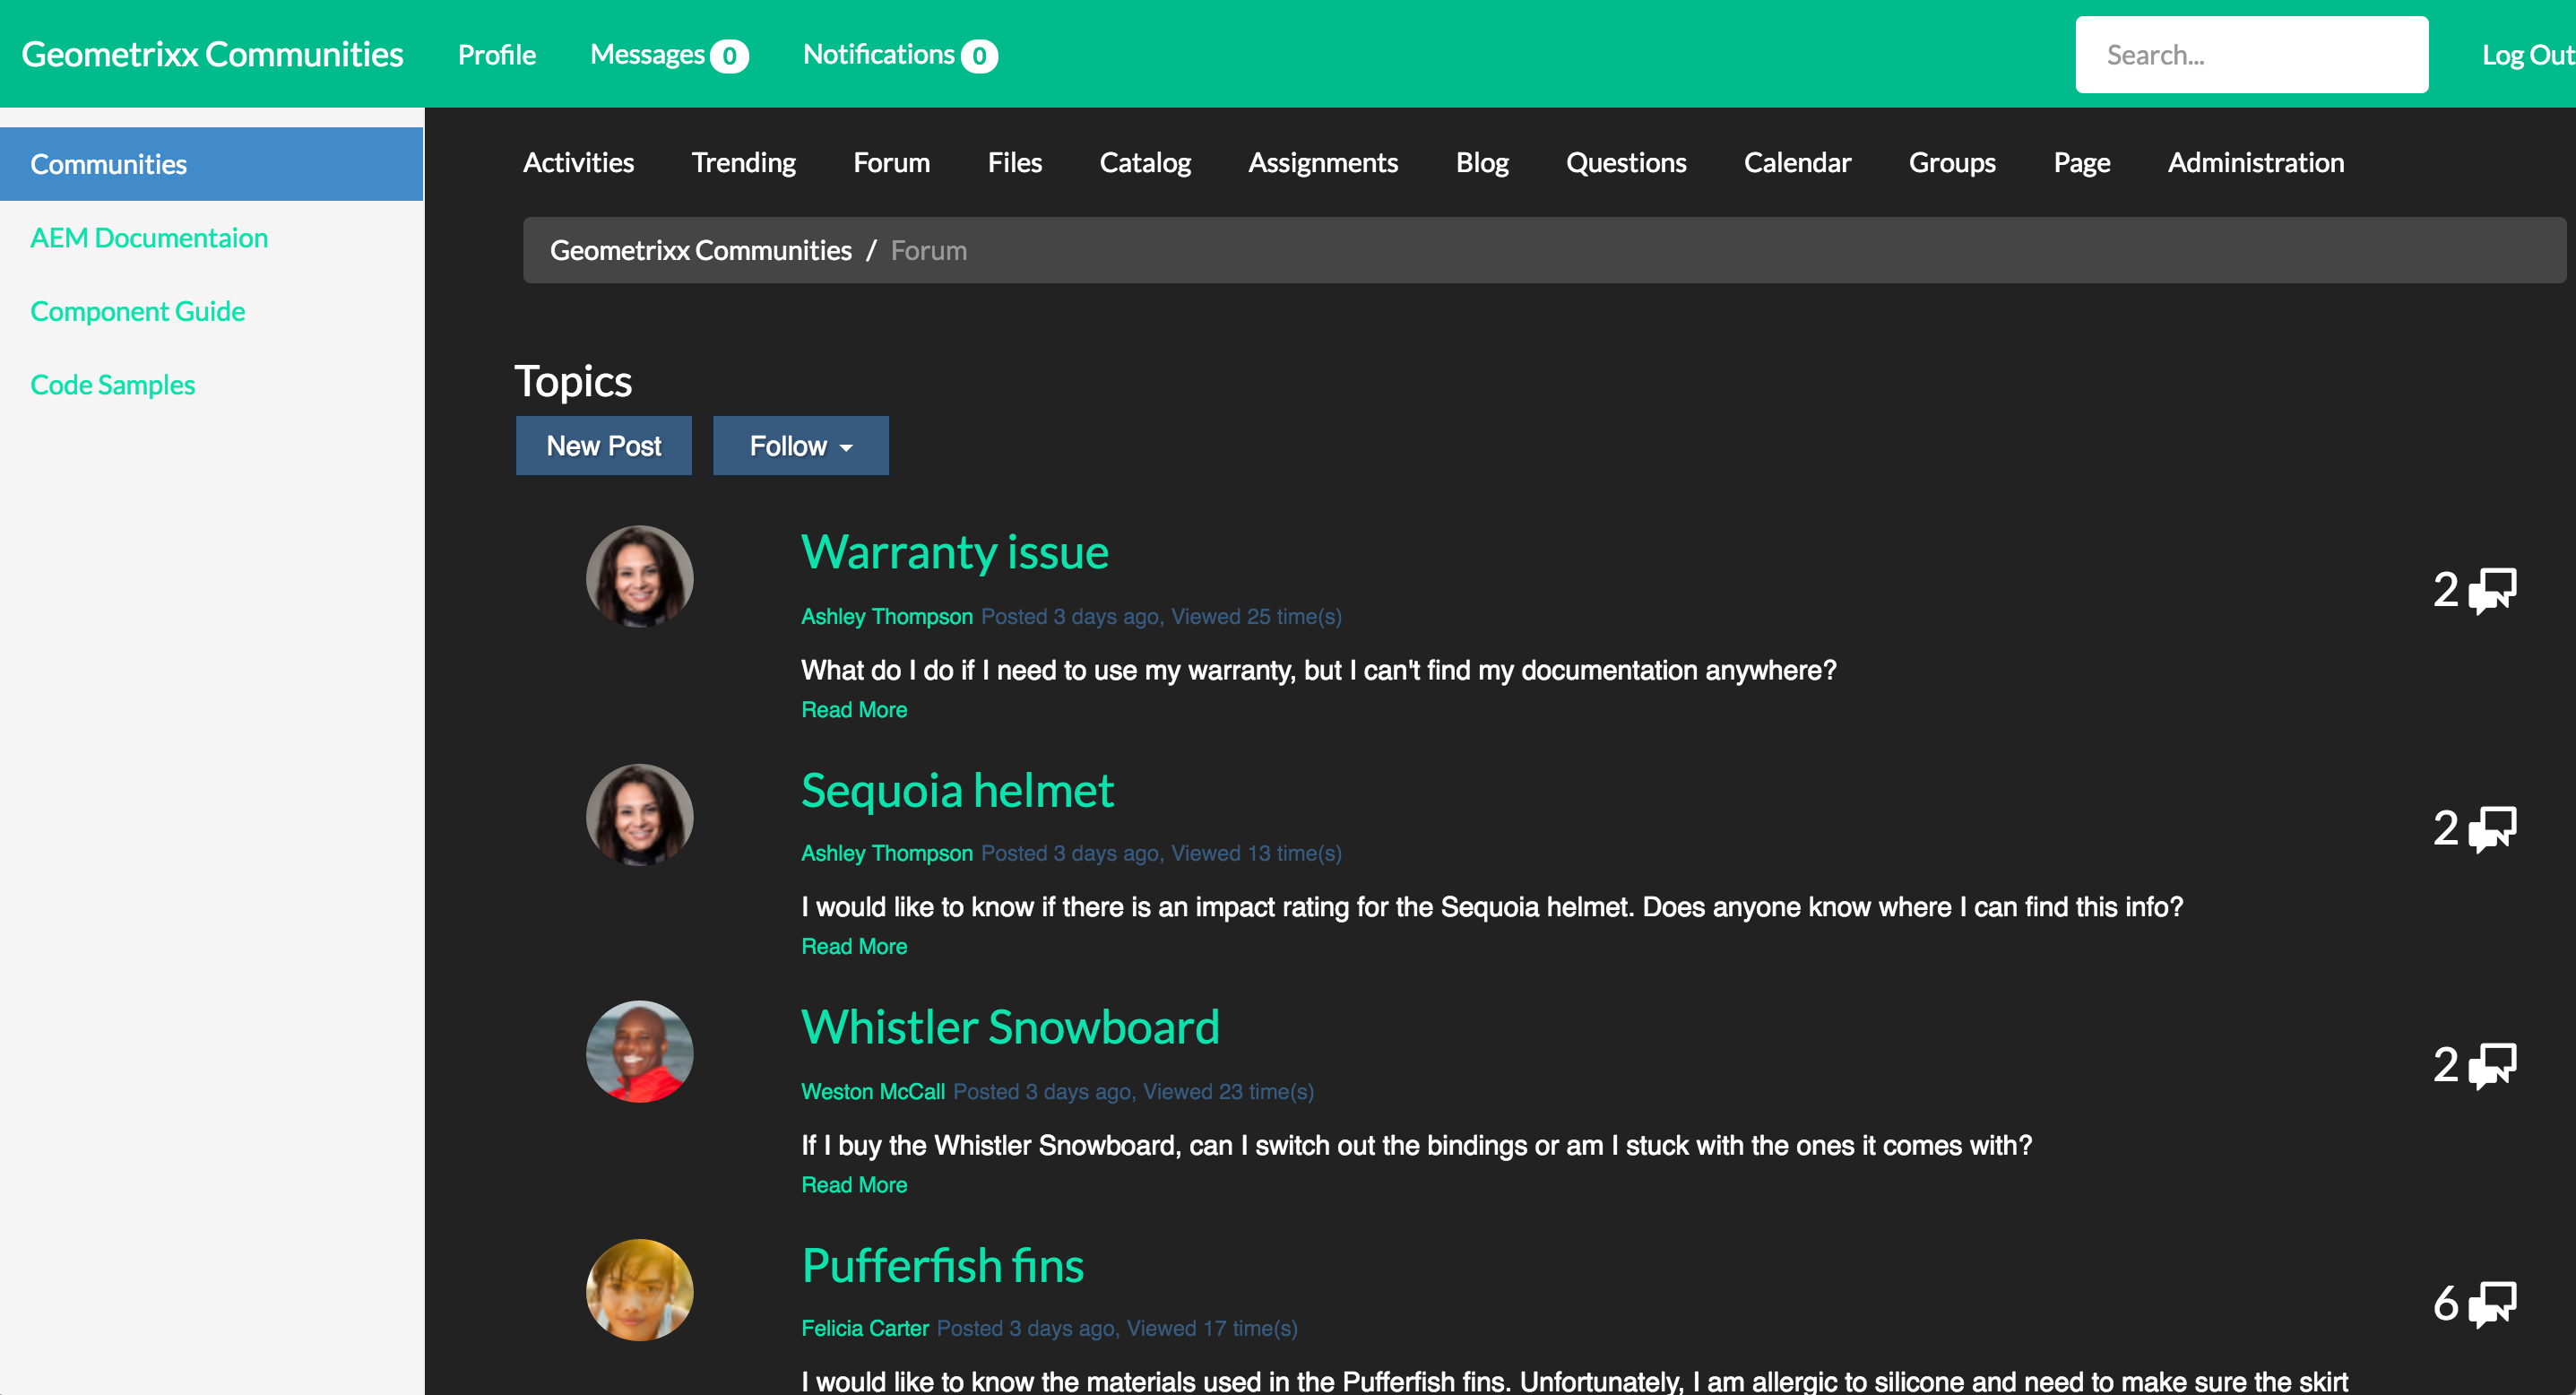 Geometrixx Communities Profile Messages 0 Notifications 0 Search... Log Out
Communities
AEM Documentaion
Component Guide
Code Samples
Activities Trending Forum Files Catalog Assignments Blog Questions Calendar Groups Page Administration
Geometrixx Communities / Forum
Topics
New Post Follow
Warranty issue
2
Ashley Thompson Posted 3 days ago, Viewed 25 time(s)
What do I do if I need to use my warranty, but I can't find my documentation anywhere?
Read More
Sequoia helmet
2
Ashley Thompson Posted 3 days ago, Viewed 13 time(s)
I would like to know if there is an impact rating for the Sequoia helmet. Does anyone know where I can find this info?
Read More
Whistler Snowboard
2
Weston McCall Posted 3 days ago, Viewed 23 time(s)
If I buy the Whistler Snowboard, can I switch out the bindings or am I stuck with the ones it comes with?
Read More
Pufferfish fins
6
Felicia Carter Posted 3 days ago, Viewed 17 time(s)
I would like to know the materials used in the Pufferfish fins. Unfortunately, I am allergic to silicone and need to make sure the skirt